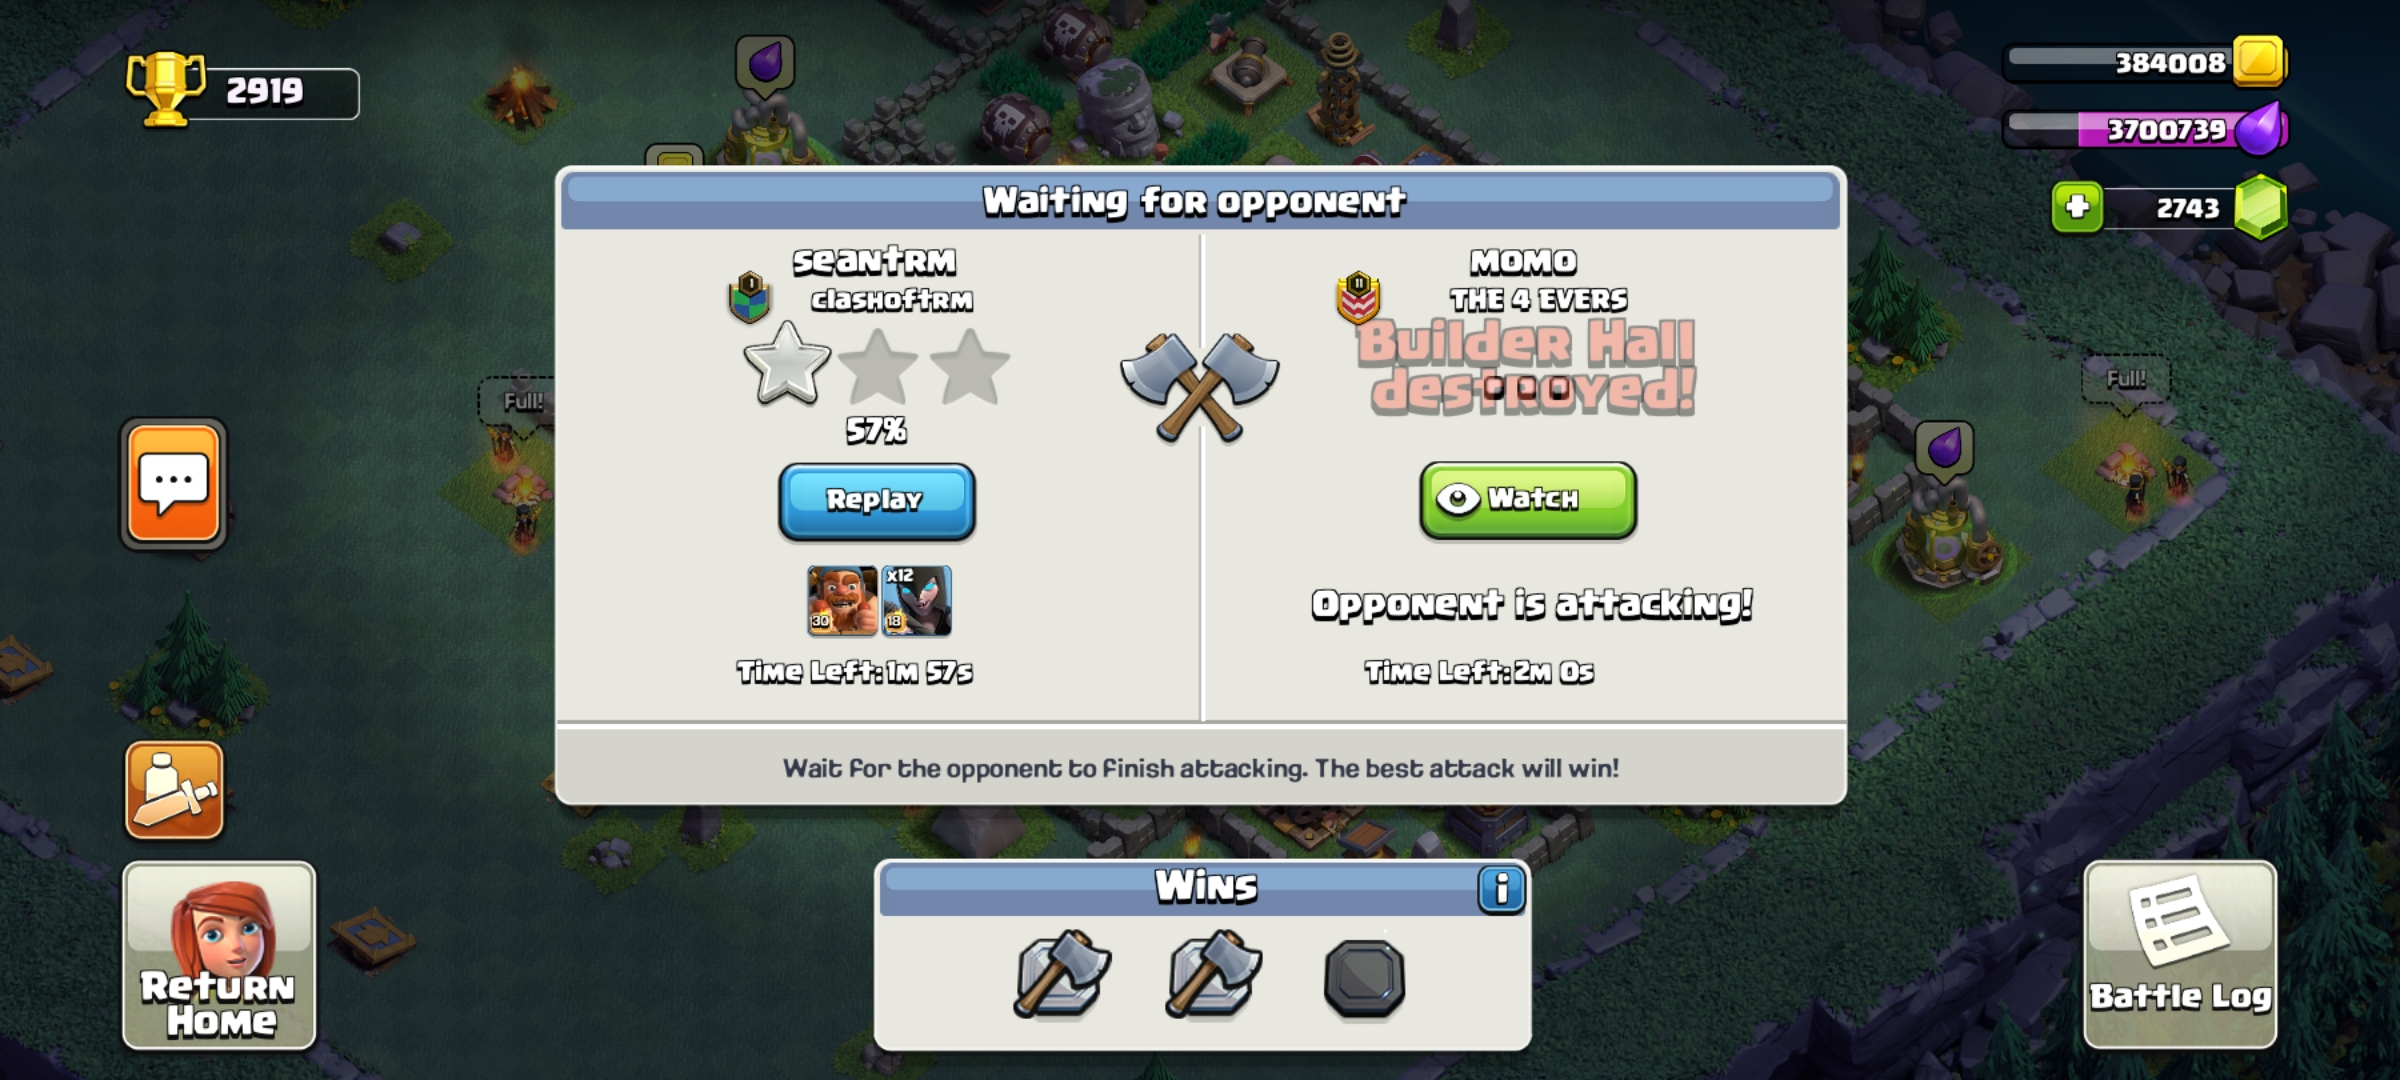 2919
384008
3700739
2743
Waiting for opponent
seantrm
clashoftrm
1
57%
Replay
x12
30
18
Time Left:1m 57s
MOMO
THE 4 EVERS
11
Builder Hall
destroyed!
Watch
Opponent is attacking!
Time Left:2m 0s
Wait for the opponent to finish attacking. The best attack will win!
Full!
Full!
Wins
i
Return
Home
Battle Log